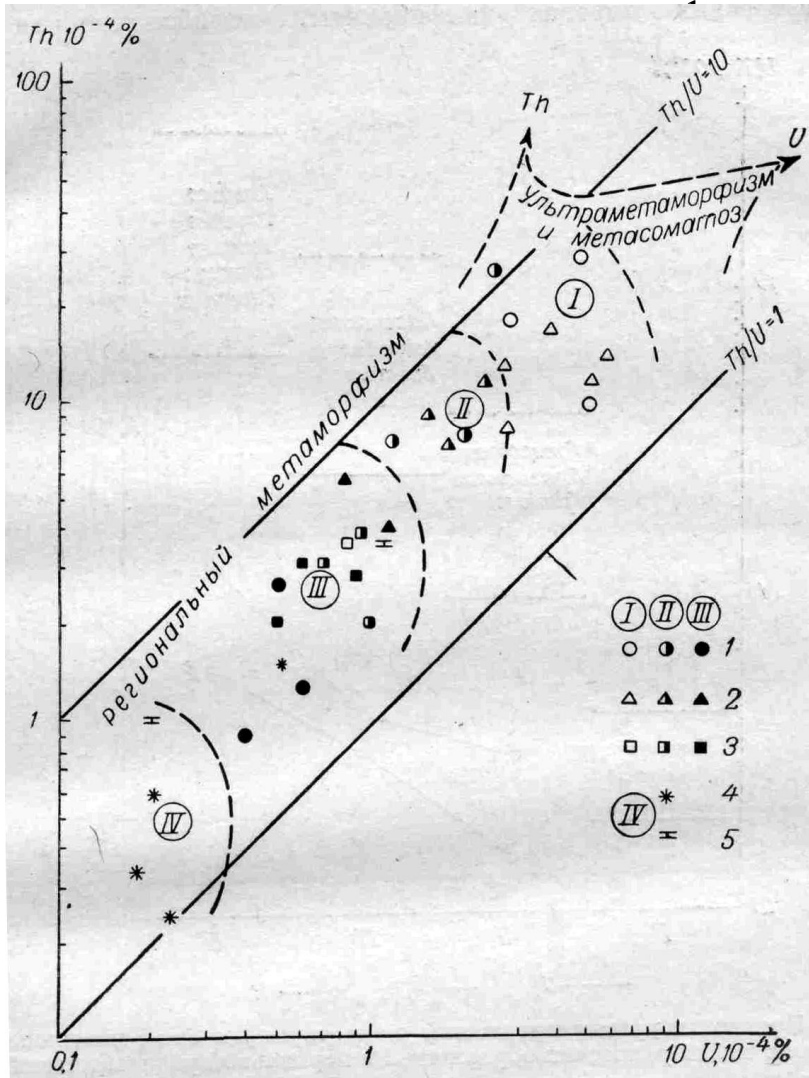 Th 10⁻⁴ %
100
10
1
0,1
1
10
U, 10⁻⁴ %
Th
Th/U=10
U
ультраметаморфизм
и метасоматоз
Th/U=1
региональный метаморфизм
I
II
III
IV
I II III
1
2
3
IV 4
5